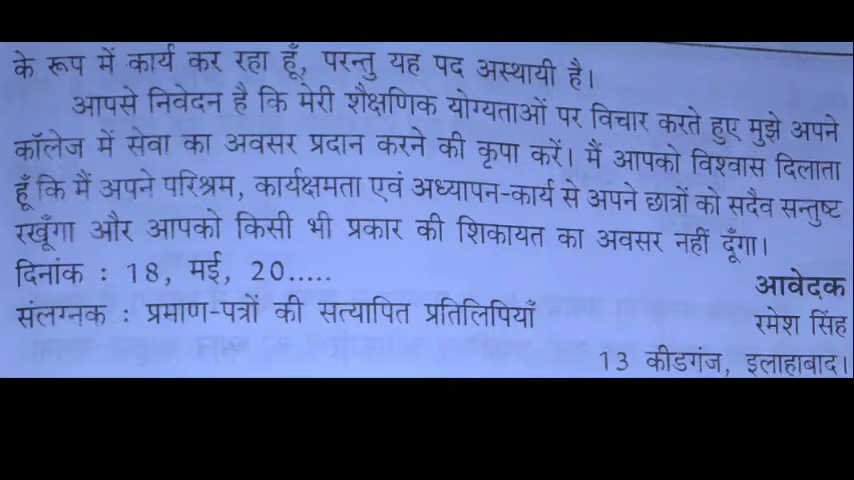 के रूप में कार्य कर रहा हूँ, परन्तु यह पद अस्थायी है।
आपसे निवेदन है कि मेरी शैक्षणिक योग्यताओं पर विचार करते हुए मुझे अपने
कॉलेज में सेवा का अवसर प्रदान करने की कृपा करें। मैं आपको विश्वास दिलाता
हूँ कि मैं अपने परिश्रम, कार्यक्षमता एवं अध्यापन-कार्य से अपने छात्रों को सदैव सन्तुष्ट
रखूँगा और आपको किसी भी प्रकार की शिकायत का अवसर नहीं दूँगा।
दिनांक : 18, मई, 20.....
आवेदक
संलग्नक : प्रमाण-पत्रों की सत्यापित प्रतिलिपियाँ
रमेश सिंह
13 कीडगंज, इलाहाबाद।